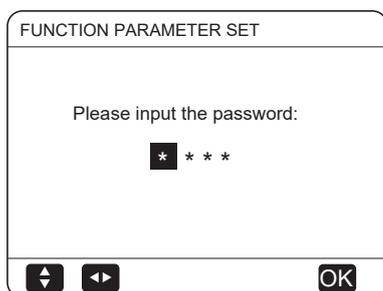 FUNCTION PARAMETER SET
Please input the password:
* * * *
OK